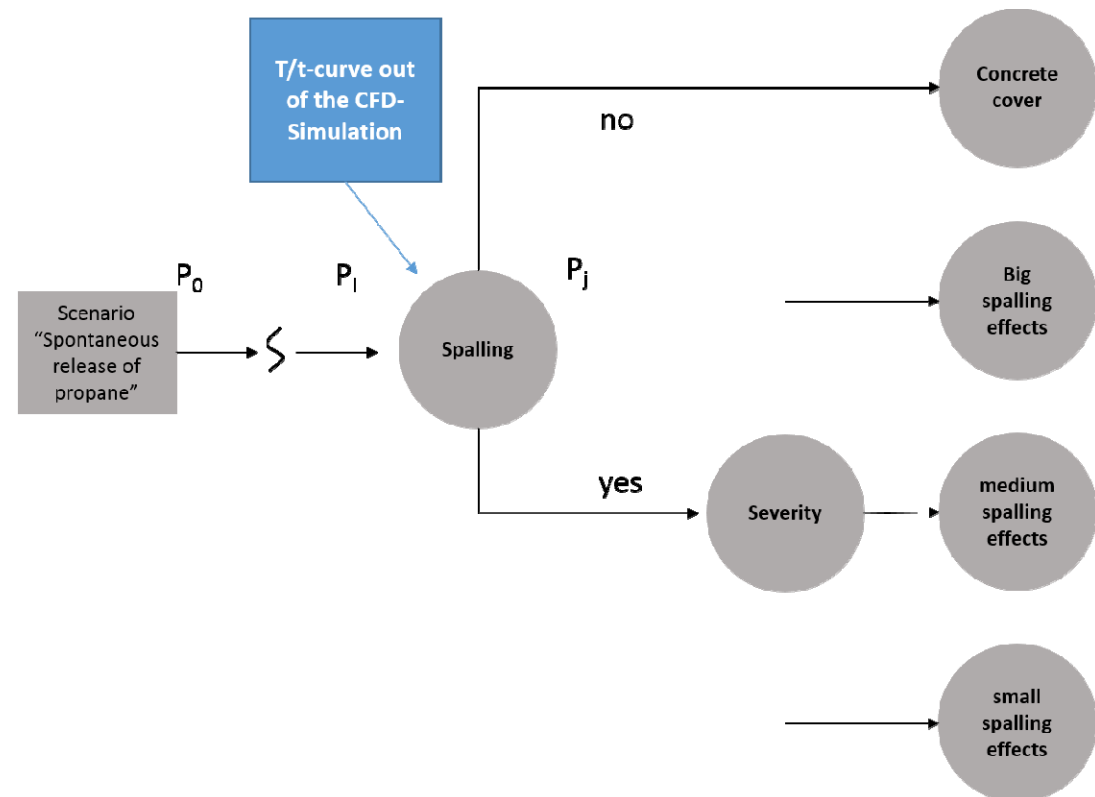 T/t-curve out
of the CFD-
Simulation
Concrete
cover
no
P0
PI
Pj
Big
spalling
effects
Scenario
“Spontaneous
release of
propane”
Spalling
yes
Severity
medium
spalling
effects
small
spalling
effects